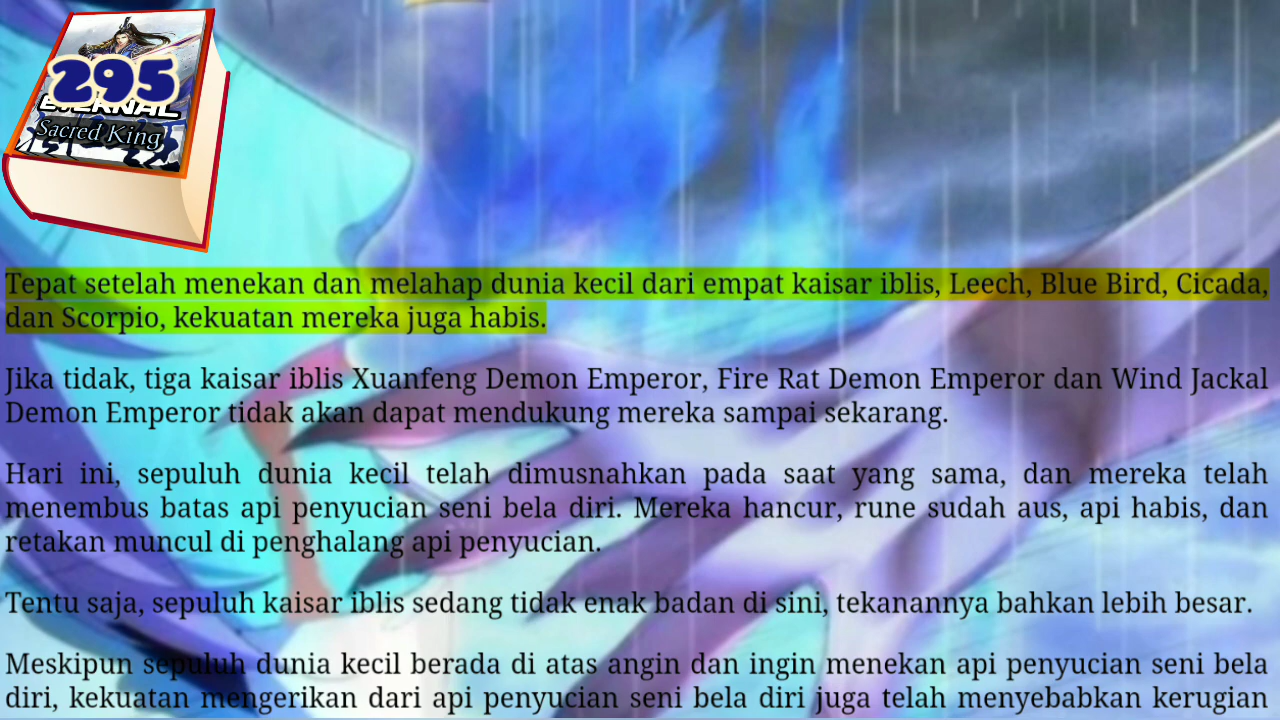 295
ETERNAL
Sacred King
Tepat setelah menekan dan melahap dunia kecil dari empat kaisar iblis, Leech, Blue Bird, Cicada,
dan Scorpio, kekuatan mereka juga habis.
Jika tidak, tiga kaisar iblis Xuanfeng Demon Emperor, Fire Rat Demon Emperor dan Wind Jackal
Demon Emperor tidak akan dapat mendukung mereka sampai sekarang.
Hari ini, sepuluh dunia kecil telah dimusnahkan pada saat yang sama, dan mereka telah
menembus batas api penyucian seni bela diri. Mereka hancur, rune sudah aus, api habis, dan
retakan muncul di penghalang api penyucian.
Tentu saja, sepuluh kaisar iblis sedang tidak enak badan di sini, tekanannya bahkan lebih besar.
Meskipun sepuluh dunia kecil berada di atas angin dan ingin menekan api penyucian seni bela
diri, kekuatan mengerikan dari api penyucian seni bela diri juga telah menyebabkan kerugian